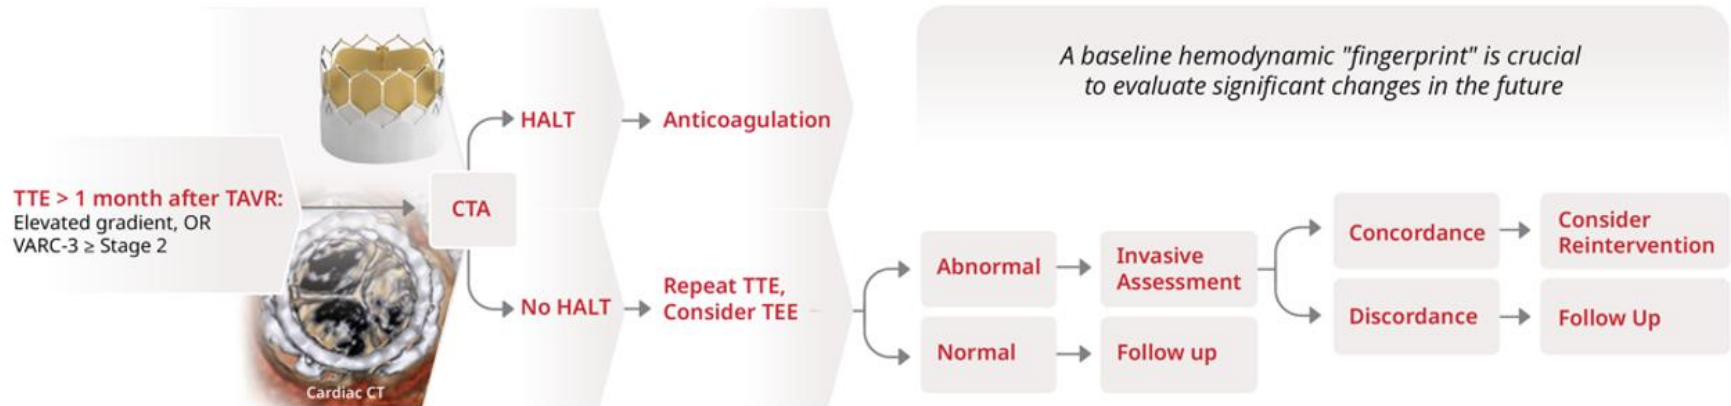 A baseline hemodynamic "fingerprint" is crucial
to evaluate significant changes in the future
TTE > 1 month after TAVR:
Elevated gradient, OR
VARC-3 ≥ Stage 2
Cardiac CT
CTA
HALT
Anticoagulation
No HALT
Repeat TTE,
Consider TEE
Abnormal
Invasive
Assessment
Concordance
Consider
Reintervention
Discordance
Follow Up
Normal
Follow up